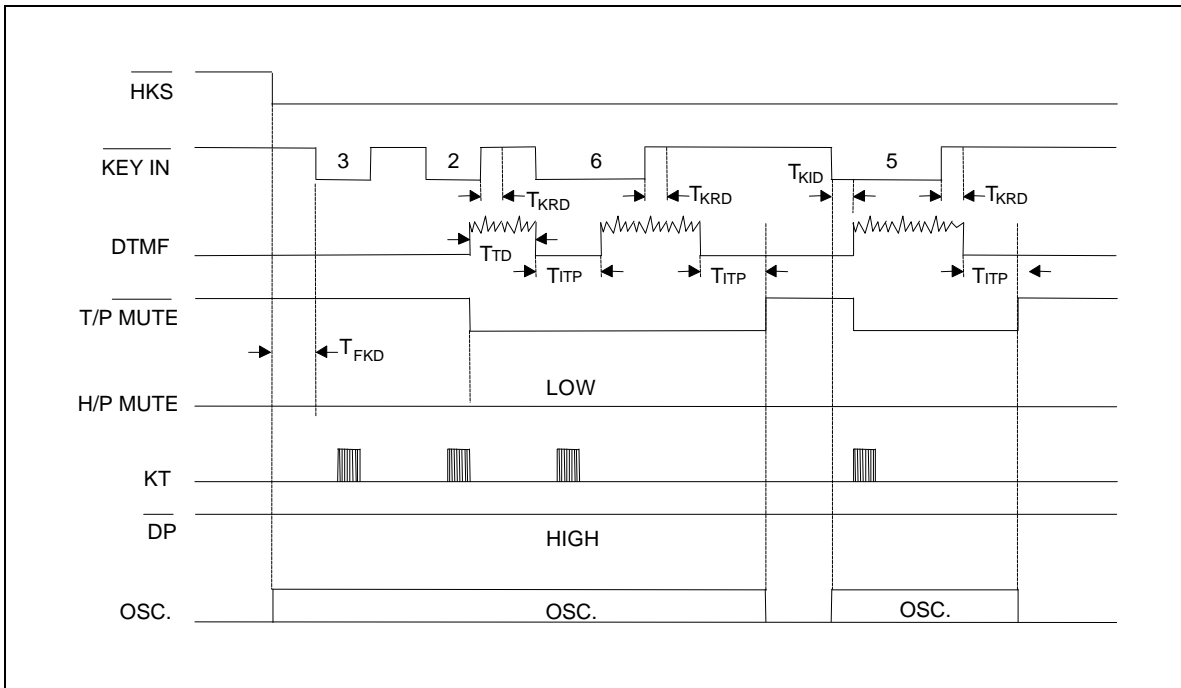 HKS
KEY IN
3
2
6
5
TKID
TKRD
TKRD
TKRD
DTMF
TTD
TITP
TITP
TITP
T/P MUTE
TFKD
LOW
H/P MUTE
KT
DP
HIGH
OSC.
OSC.
OSC.